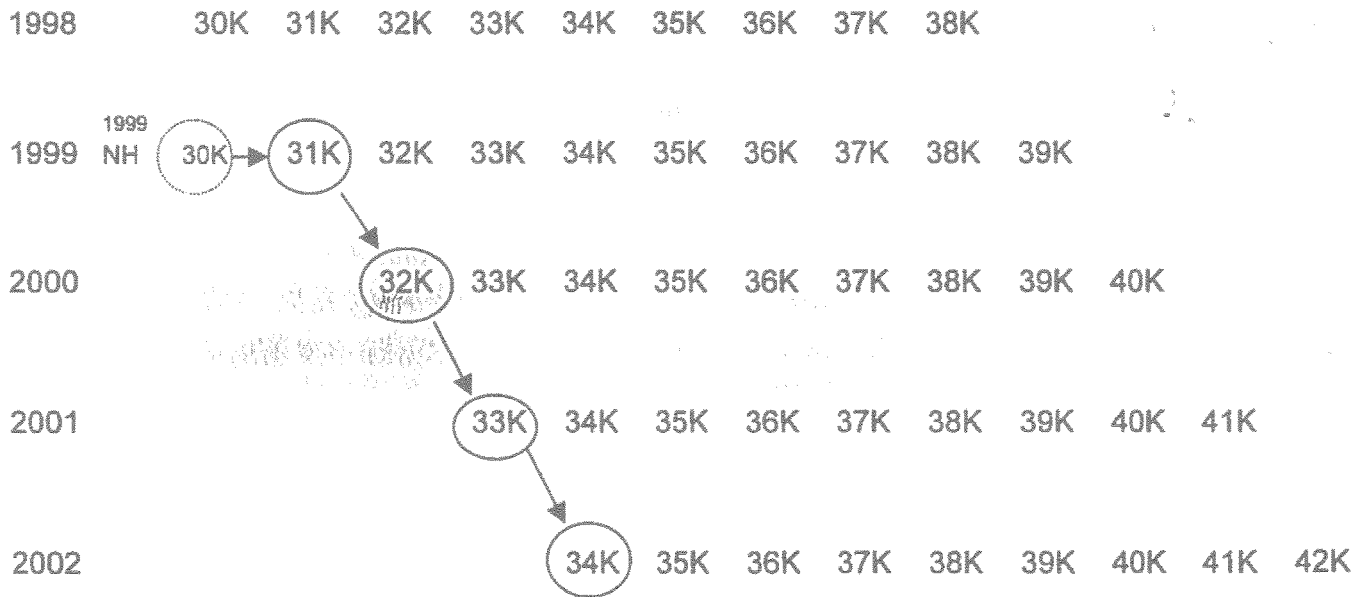 1998 30K 31K 32K 33K 34K 35K 36K 37K 38K
1999
1999 NH 30K 31K 32K 33K 34K 35K 36K 37K 38K 39K
2000 32K 33K 34K 35K 36K 37K 38K 39K 40K
2001 33K 34K 35K 36K 37K 38K 39K 40K 41K
2002 34K 35K 36K 37K 38K 39K 40K 41K 42K